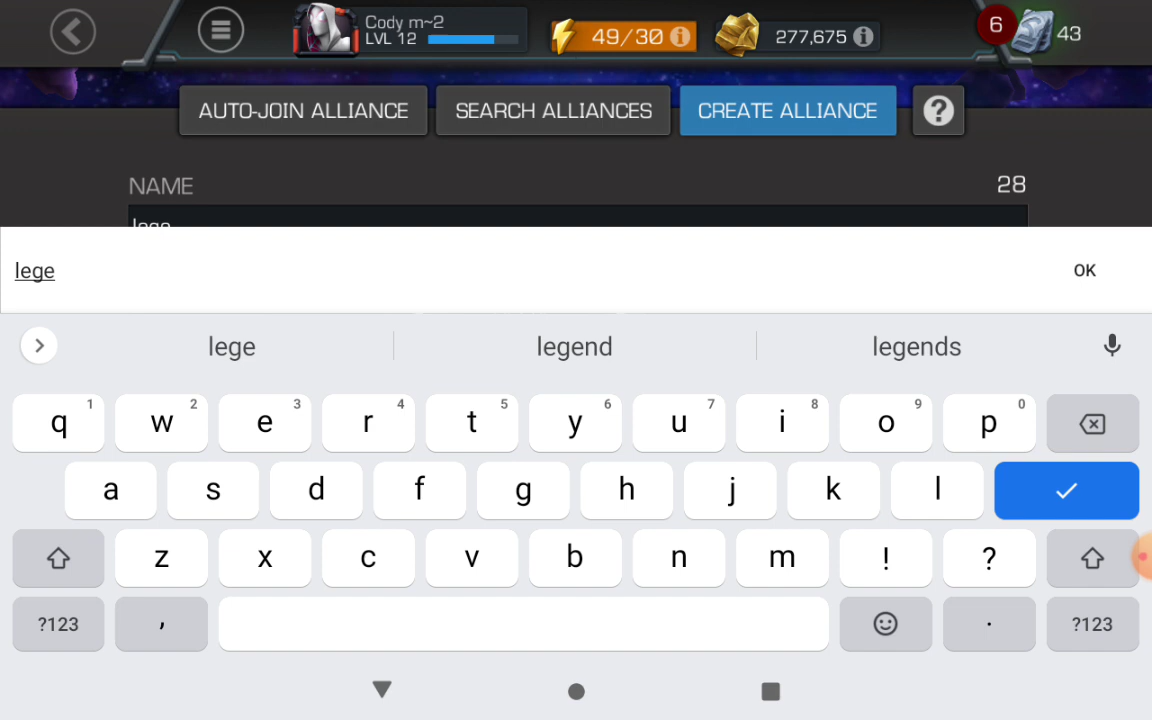 Cody m~2
LVL 12
49/30
277,675
6
43
AUTO-JOIN ALLIANCE
SEARCH ALLIANCES
CREATE ALLIANCE
?
NAME
28
lege
lege
OK
lege
legend
legends
q 1 w 2 e 3 r 4 t 5 y 6 u 7 i 8 o 9 p 0
a s d f g h j k l
z x c v b n m ! ?
?123 , . ?123